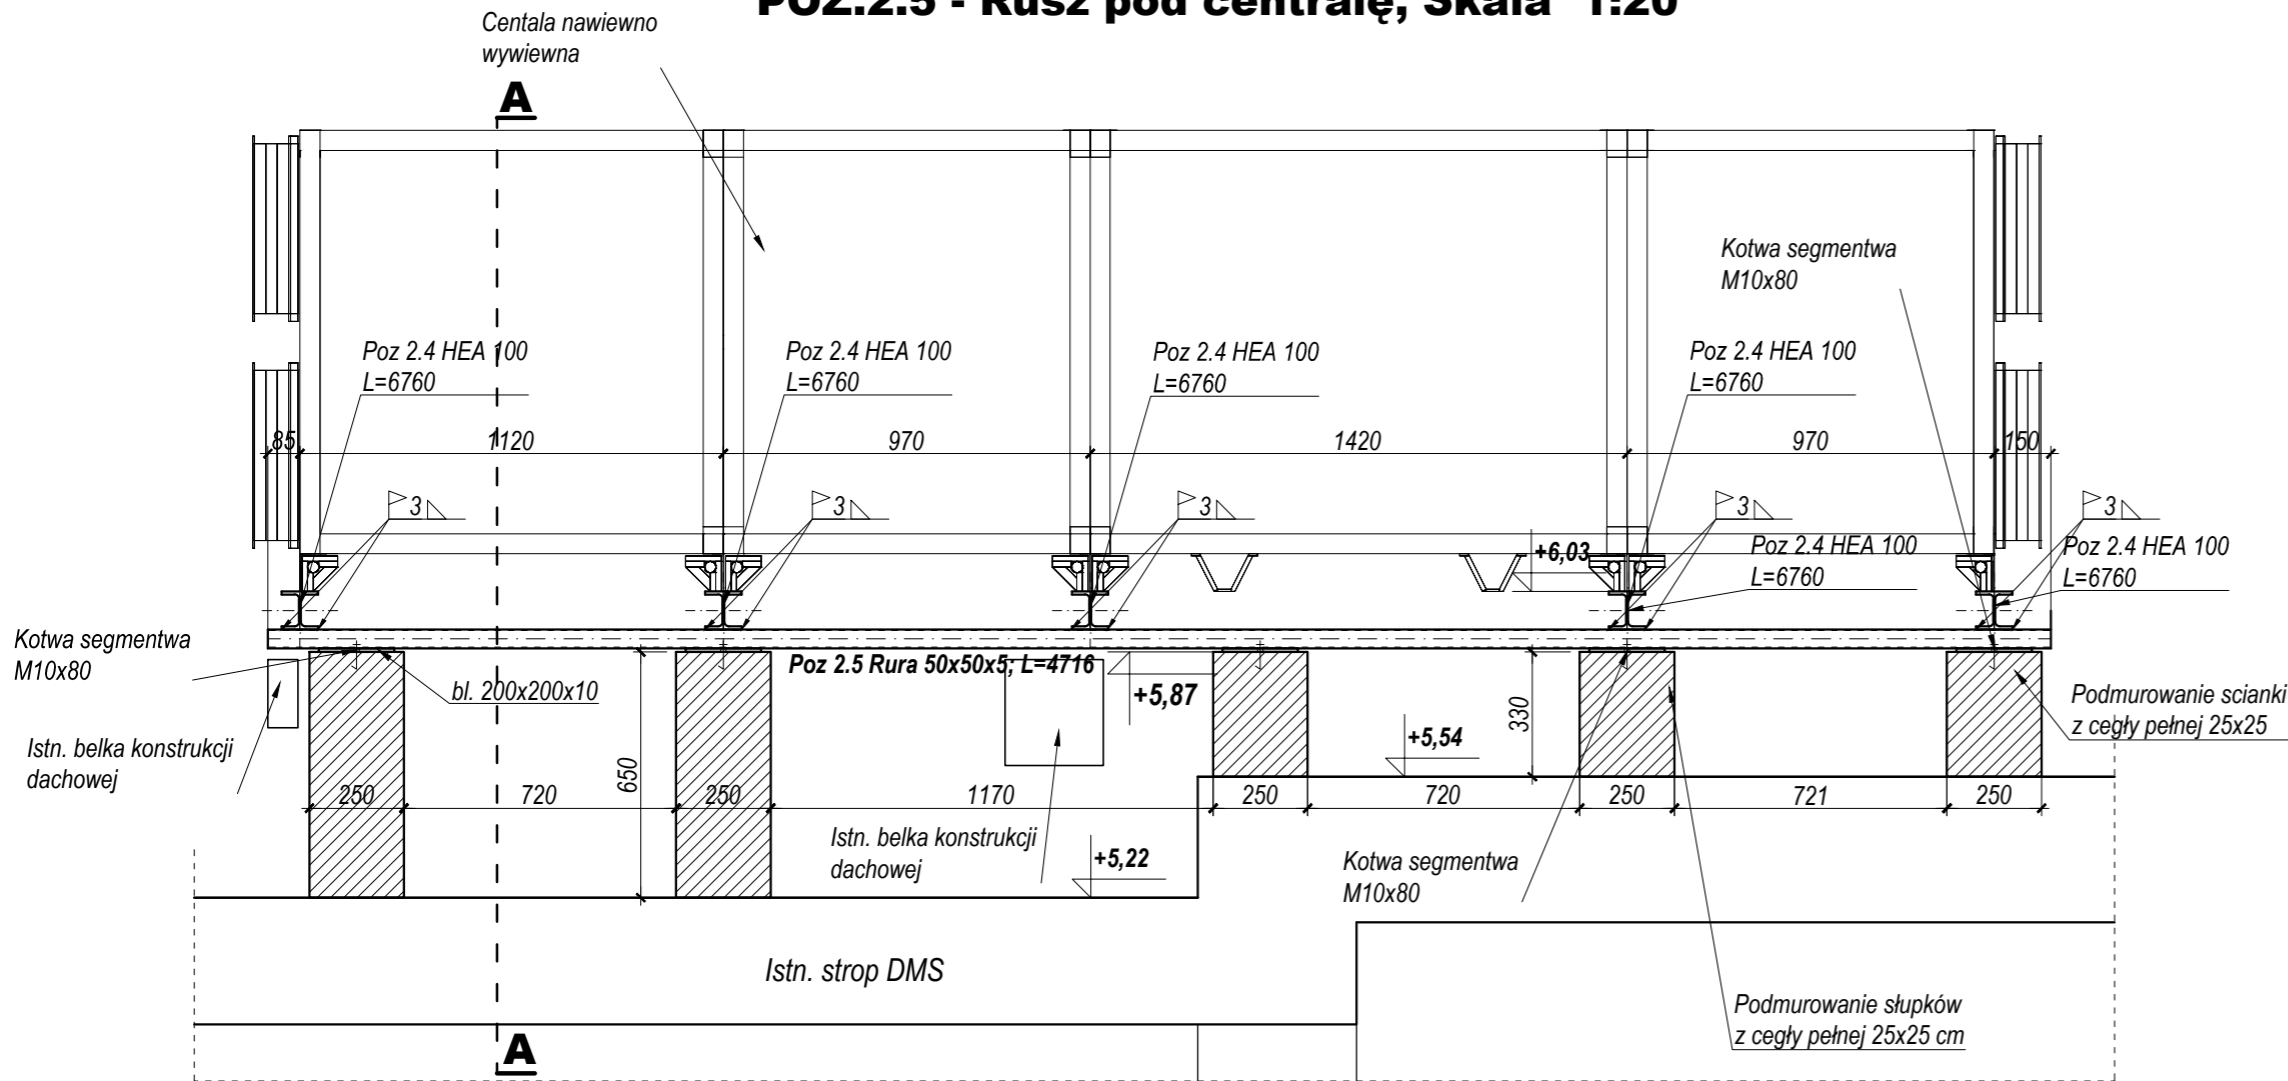 POZ.2.5 - Ruszt pod centralę, Skala 1:20
Centala nawiewno
wywiewna
A
Kotwa segmentwa
M10x80
Poz 2.4 HEA 100
L=6760
Poz 2.4 HEA 100
L=6760
Poz 2.4 HEA 100
L=6760
Poz 2.4 HEA 100
L=6760
85
1120
970
1420
970
150
3
3
3
3
3
+6,03
Poz 2.4 HEA 100
L=6760
Poz 2.4 HEA 100
L=6760
Kotwa segmentwa
M10x80
Poz 2.5 Rura 50x50x5; L=4716
bl. 200x200x10
+5,87
330
Podmurowanie scianki
z cegły pełnej 25x25
Istn. belka konstrukcji
dachowej
+5,54
650
250
720
250
1170
250
720
250
721
250
Istn. belka konstrukcji
dachowej
+5,22
Kotwa segmentwa
M10x80
Istn. strop DMS
Podmurowanie słupków
z cegły pełnej 25x25 cm
A